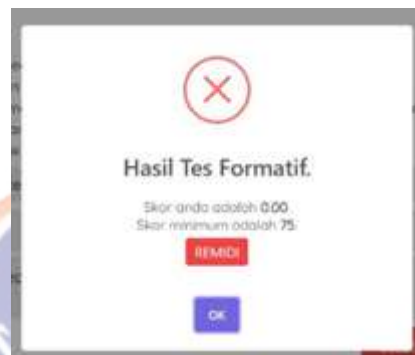 Hasil Tes Formatif.
Skor anda adalah 0.00.
Skor minimum adalah 75.
REMIDI
OK